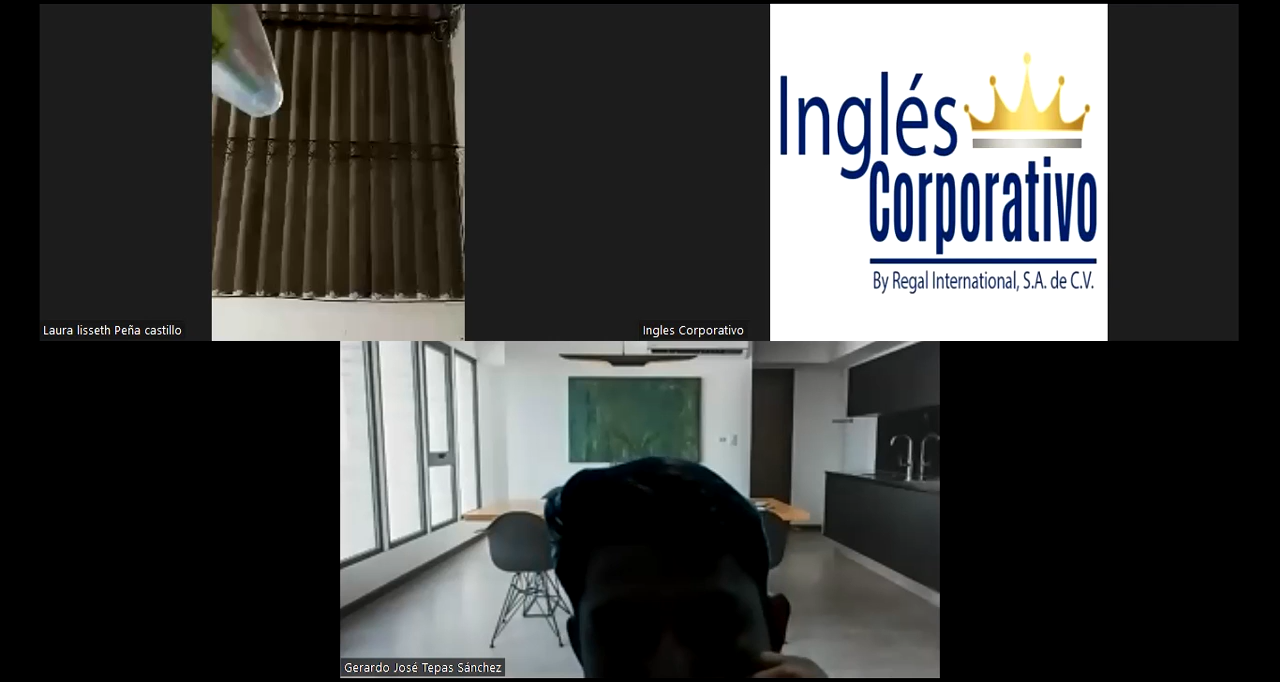 Laura lisseth Peña castillo
Ingles Corporativo
Inglés
Corporativo
By Regal International, S.A. de C.V.
Gerardo José Tepas Sánchez